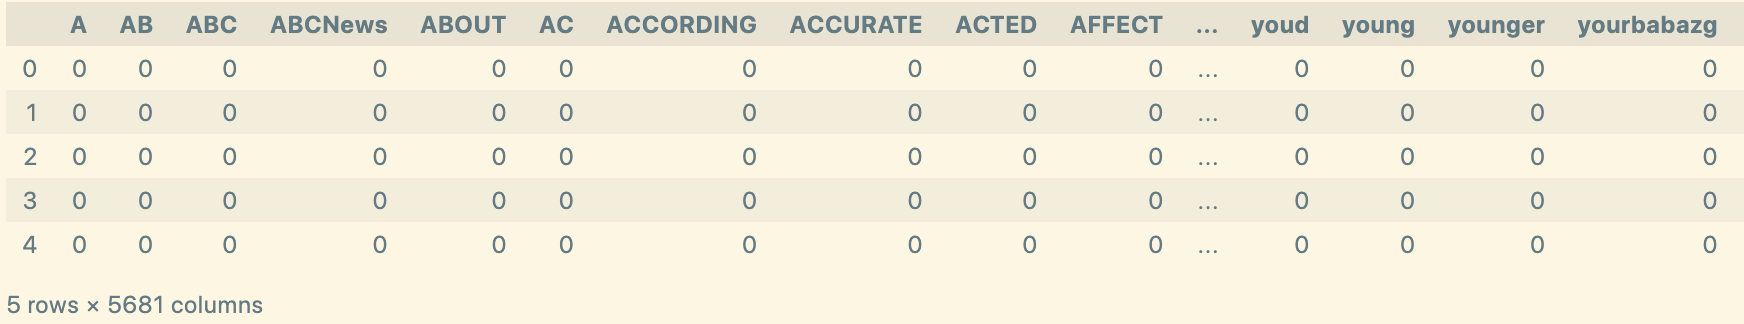 A AB ABC ABCNews ABOUT AC ACCORDING ACCURATE ACTED AFFECT ... youd young younger yourbabazg
0 0 0 0 0 0 0 0 0 0 0 ... 0 0 0 0
1 0 0 0 0 0 0 0 0 0 0 ... 0 0 0 0
2 0 0 0 0 0 0 0 0 0 0 ... 0 0 0 0
3 0 0 0 0 0 0 0 0 0 0 ... 0 0 0 0
4 0 0 0 0 0 0 0 0 0 0 ... 0 0 0 0
5 rows × 5681 columns